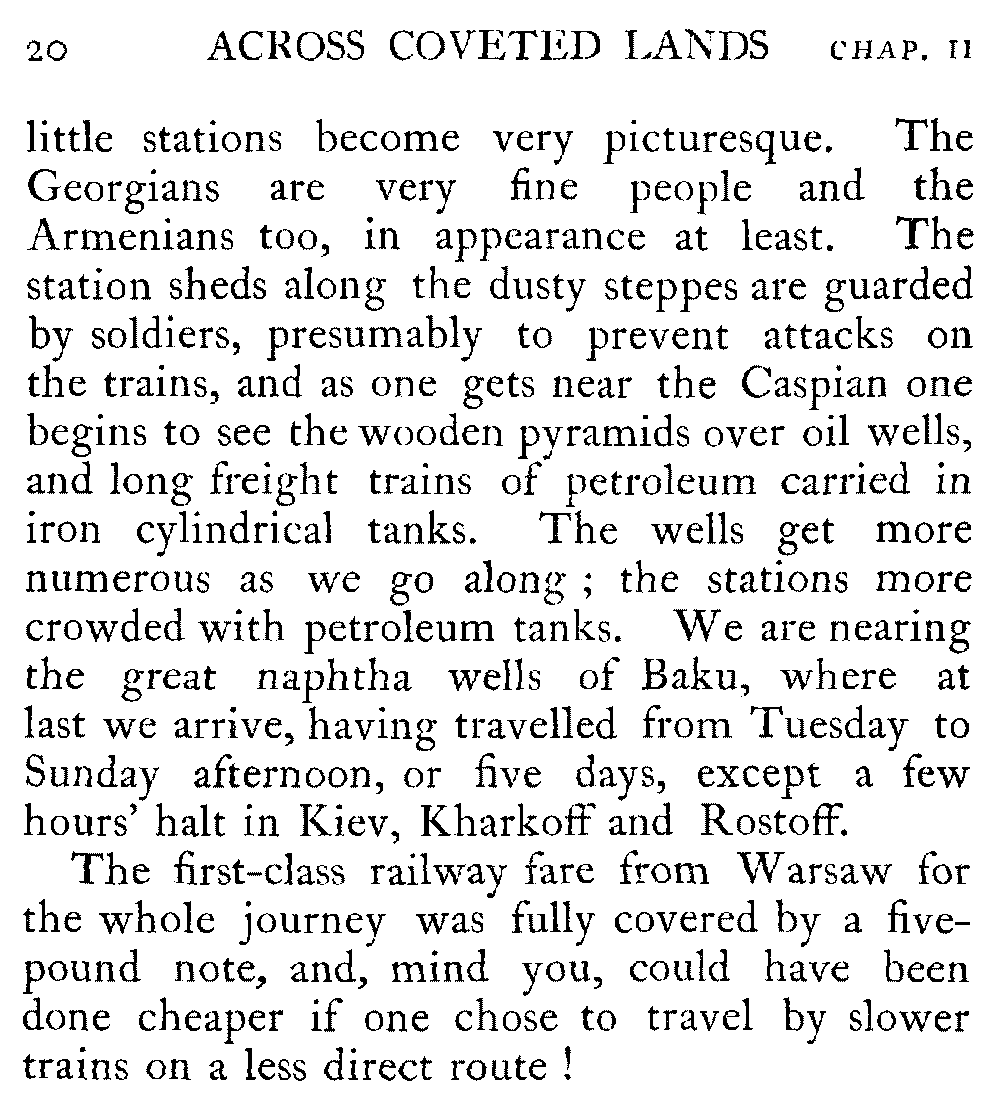 20 ACROSS COVETED LANDS CHAP. II
little stations become very picturesque. The
Georgians are very fine people and the
Armenians too, in appearance at least. The
station sheds along the dusty steppes are guarded
by soldiers, presumably to prevent attacks on
the trains, and as one gets near the Caspian one
begins to see the wooden pyramids over oil wells,
and long freight trains of petroleum carried in
iron cylindrical tanks. The wells get more
numerous as we go along ; the stations more
crowded with petroleum tanks. We are nearing
the great naphtha wells of Baku, where at
last we arrive, having travelled from Tuesday to
Sunday afternoon, or five days, except a few
hours' halt in Kiev, Kharkoff and Rostoff.
The first-class railway fare from Warsaw for
the whole journey was fully covered by a five-
pound note, and, mind you, could have been
done cheaper if one chose to travel by slower
trains on a less direct route !